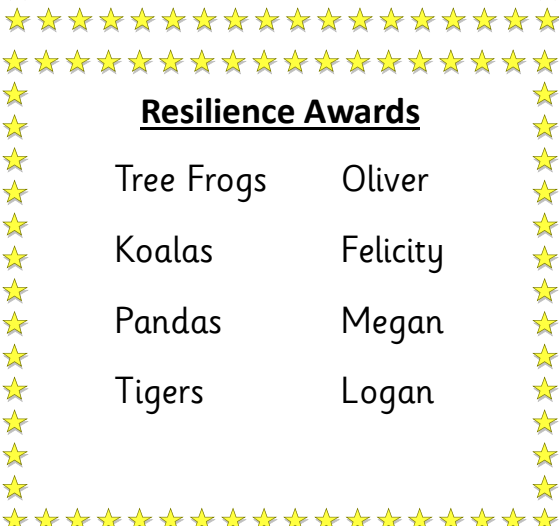 Resilience Awards
Tree Frogs Oliver
Koalas Felicity
Pandas Megan
Tigers Logan